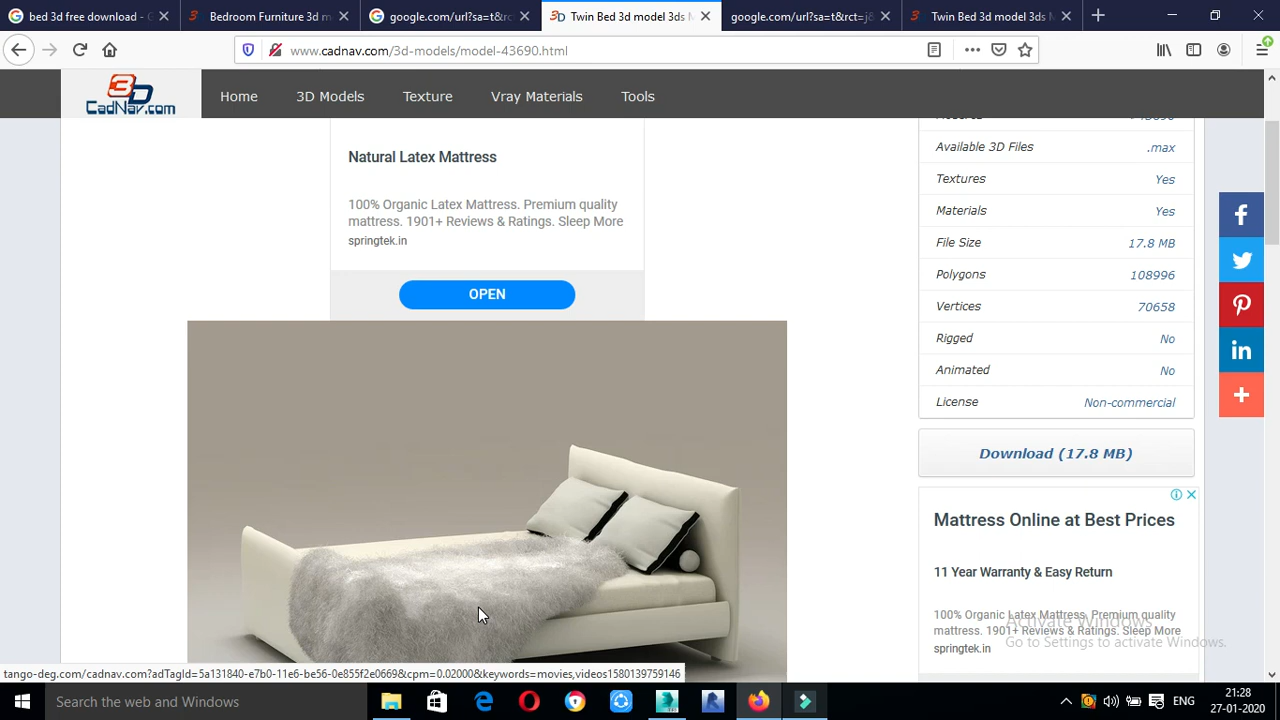 bed 3d free download - G
Bedroom Furniture 3d m
google.com/url?sa=t&rct
Twin Bed 3d model 3ds M
google.com/url?sa=t&rct=j&
Twin Bed 3d model 3ds M
www.cadnav.com/3d-models/model-43690.html
3D
CadNav.com
Home
3D Models
Texture
Vray Materials
Tools
Natural Latex Mattress
100% Organic Latex Mattress. Premium quality
mattress. 1901+ Reviews & Ratings. Sleep More
springtek.in
OPEN
Available 3D Files .max
Textures Yes
Materials Yes
File Size 17.8 MB
Polygons 108996
Vertices 70658
Rigged No
Animated No
License Non-commercial
Download (17.8 MB)
Mattress Online at Best Prices
11 Year Warranty & Easy Return
100% Organic Latex Mattress. Premium quality
mattress. 1901+ Reviews & Ratings. Sleep More
springtek.in
Activate Windows
Go to Settings to activate Windows.
tango-deg.com/cadnav.com?adTagId=5a131840-e7b0-11e6-be56-0e855f2e0669&cpm=0.02000&keywords=movies,videos1580139759146
Search the web and Windows
ENG
21:28
27-01-2020